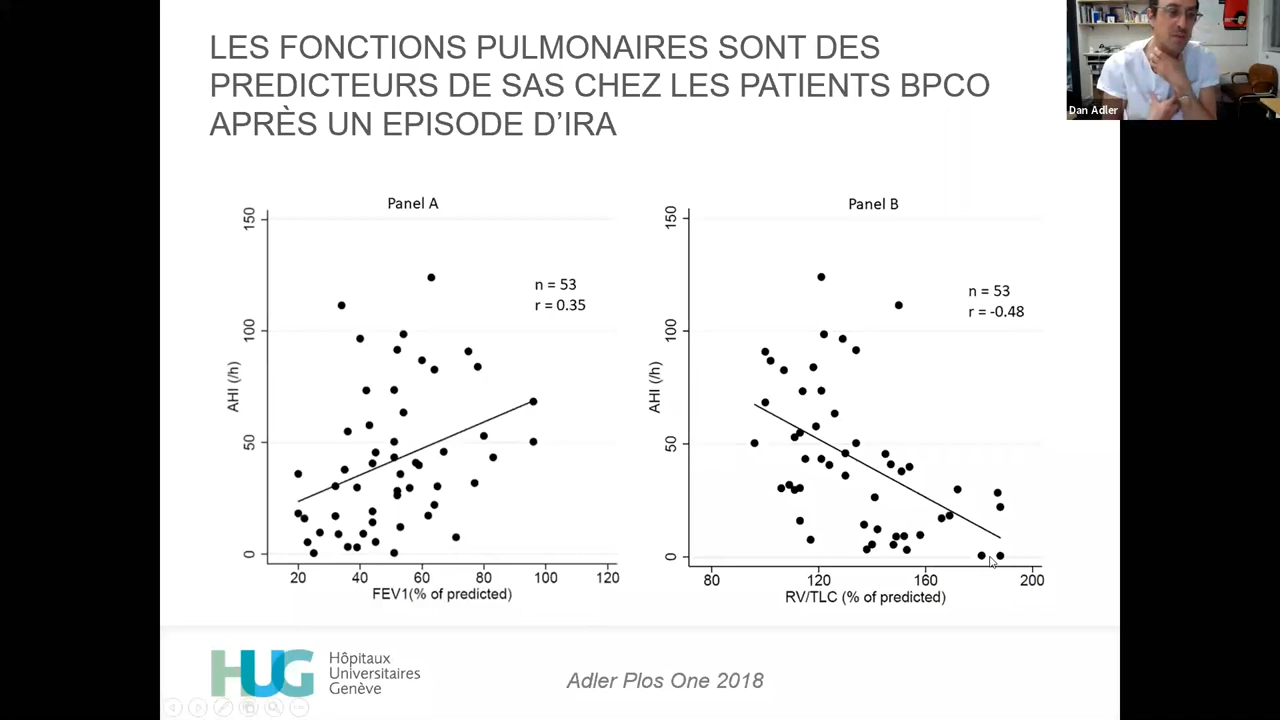 LES FONCTIONS PULMONAIRES SONT DES
PREDICTEURS DE SAS CHEZ LES PATIENTS BPCO
APRÈS UN EPISODE D'IRA
Dan Adler
Panel A
n = 53
r = 0.35
AHI (/h)
150
100
50
0
20 40 60 80 100 120
FEV1(% of predicted)
Panel B
n = 53
r = -0.48
AHI (/h)
150
100
50
0
80 120 160 200
RV/TLC (% of predicted)
HUG
Hôpitaux
Universitaires
Genève
Adler Plos One 2018